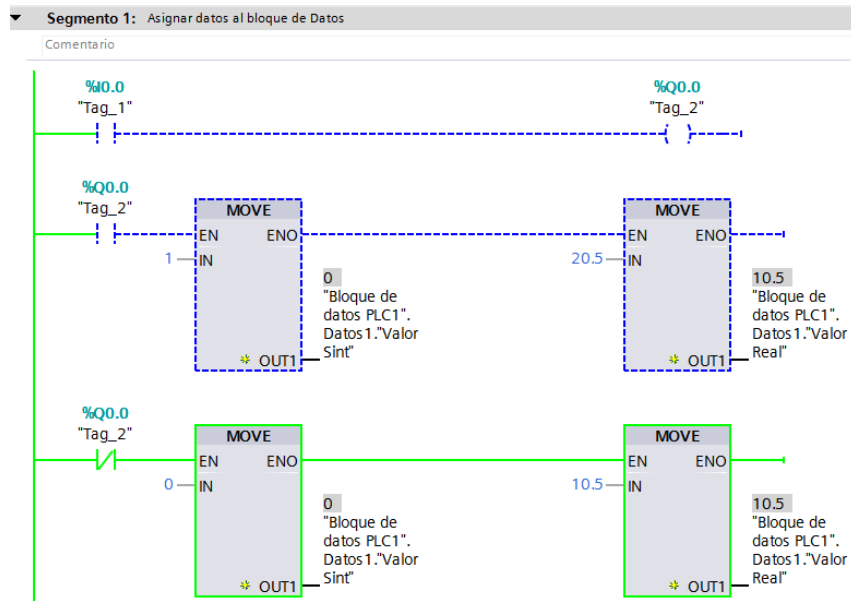 Segmento 1: Asignar datos al bloque de Datos
Comentario
%I0.0 %Q0.0
"Tag_1" "Tag_2"
%Q0.0
"Tag_2" MOVE MOVE
EN ENO EN ENO
1 IN 20.5 IN
0 10.5
"Bloque de "Bloque de
datos PLC1". datos PLC1".
Datos1."Valor Datos1."Valor
OUT1 Sint" OUT1 Real"
%Q0.0
"Tag_2" MOVE MOVE
EN ENO EN ENO
0 IN 10.5 IN
0 10.5
"Bloque de "Bloque de
datos PLC1". datos PLC1".
Datos1."Valor Datos1."Valor
OUT1 Sint" OUT1 Real"